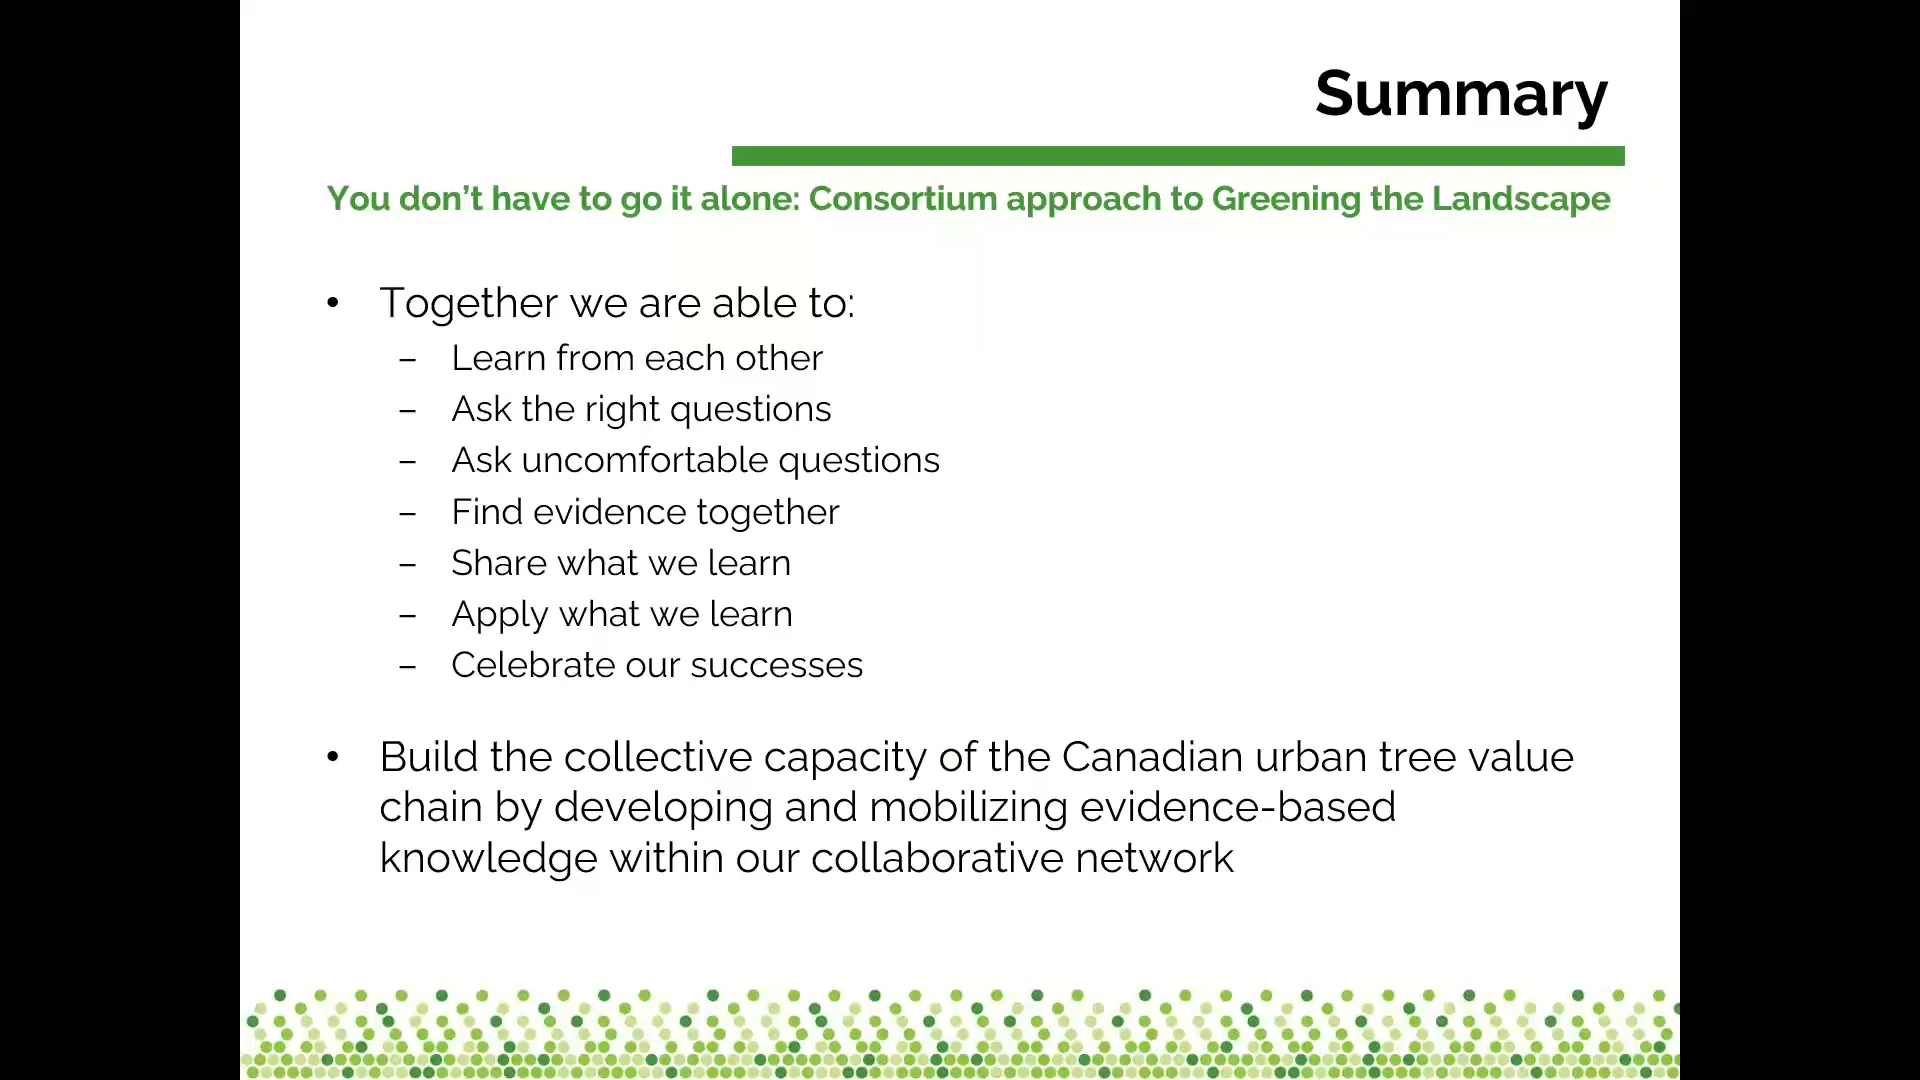 Summary
You don’t have to go it alone: Consortium approach to Greening the Landscape
• Together we are able to:
– Learn from each other
– Ask the right questions
– Ask uncomfortable questions
– Find evidence together
– Share what we learn
– Apply what we learn
– Celebrate our successes
• Build the collective capacity of the Canadian urban tree value
chain by developing and mobilizing evidence-based
knowledge within our collaborative network